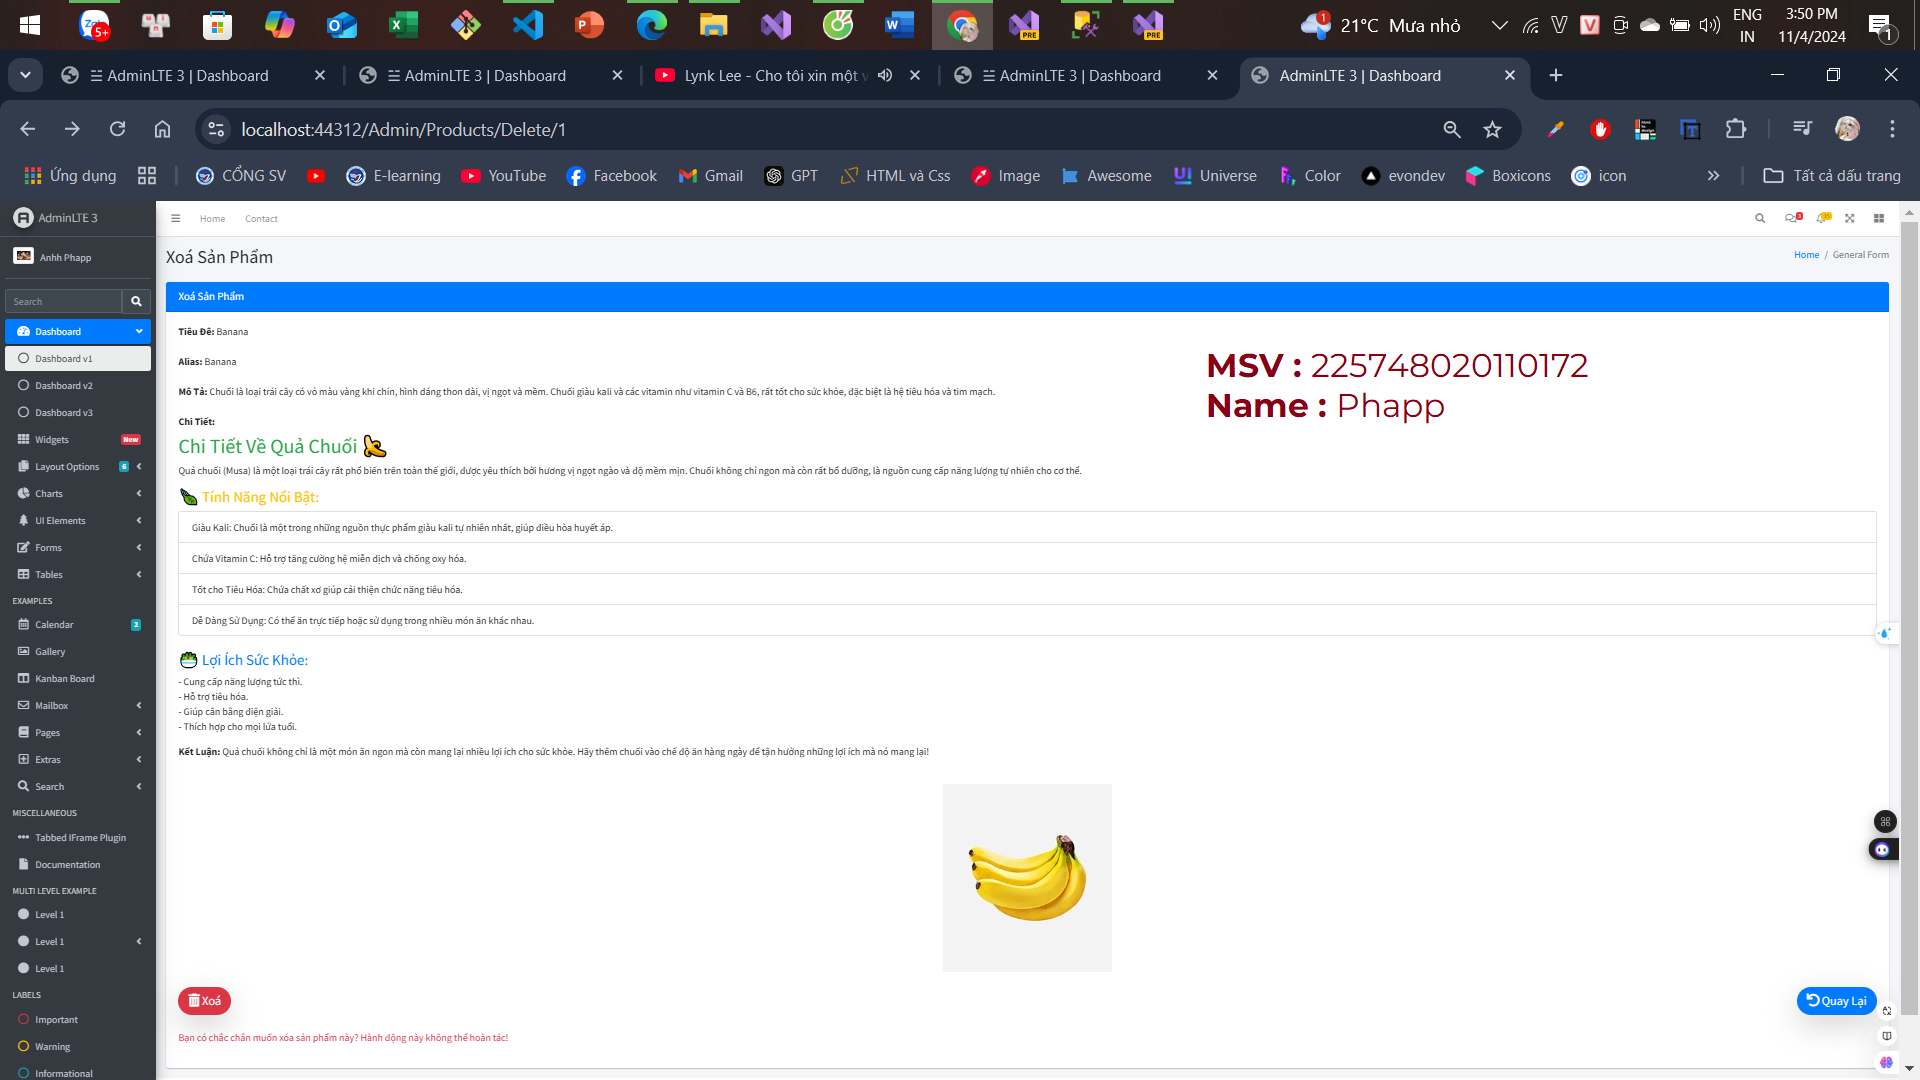 5+
1
21°C Mưa nhỏ
ENG
IN
3:50 PM
11/4/2024
1
☰ AdminLTE 3 | Dashboard
☰ AdminLTE 3 | Dashboard
Lynk Lee - Cho tôi xin một v
☰ AdminLTE 3 | Dashboard
AdminLTE 3 | Dashboard
localhost:44312/Admin/Products/Delete/1
Ứng dụng
CỔNG SV
E-learning
YouTube
Facebook
Gmail
GPT
HTML và Css
Image
Awesome
Universe
Color
evondev
Boxicons
icon
Tất cả dấu trang
AdminLTE 3
Home
Contact
Anhh Phapp
Search
Dashboard
Dashboard v1
Dashboard v2
Dashboard v3
Widgets New
Layout Options 6
Charts
UI Elements
Forms
Tables
EXAMPLES
Calendar 2
Gallery
Kanban Board
Mailbox
Pages
Extras
Search
MISCELLANEOUS
Tabbed IFrame Plugin
Documentation
MULTI LEVEL EXAMPLE
Level 1
Level 1
Level 1
LABELS
Important
Warning
Informational
Xoá Sản Phẩm
Home / General Form
Xoá Sản Phẩm
Tiêu Đề: Banana
Alias: Banana
Mô Tả: Chuối là loại trái cây có vỏ màu vàng khi chín, hình dáng thon dài, vị ngọt và mềm. Chuối giàu kali và các vitamin như vitamin C và B6, rất tốt cho sức khỏe, đặc biệt là hệ tiêu hóa và tim mạch.
MSV : 225748020110172
Name : Phapp
Chi Tiết:
Chi Tiết Về Quả Chuối
Quả chuối (Musa) là một loại trái cây rất phổ biến trên toàn thế giới, được yêu thích bởi hương vị ngọt ngào và độ mềm mịn. Chuối không chỉ ngon mà còn rất bổ dưỡng, là nguồn cung cấp năng lượng tự nhiên cho cơ thể.
Tính Năng Nổi Bật:
Giàu Kali: Chuối là một trong những nguồn thực phẩm giàu kali tự nhiên nhất, giúp điều hòa huyết áp.
Chứa Vitamin C: Hỗ trợ tăng cường hệ miễn dịch và chống oxy hóa.
Tốt cho Tiêu Hóa: Chứa chất xơ giúp cải thiện chức năng tiêu hóa.
Dễ Dàng Sử Dụng: Có thể ăn trực tiếp hoặc sử dụng trong nhiều món ăn khác nhau.
Lợi Ích Sức Khỏe:
- Cung cấp năng lượng tức thì.
- Hỗ trợ tiêu hóa.
- Giúp cân bằng điện giải.
- Thích hợp cho mọi lứa tuổi.
Kết Luận: Quả chuối không chỉ là một món ăn ngon mà còn mang lại nhiều lợi ích cho sức khỏe. Hãy thêm chuối vào chế độ ăn hàng ngày để tận hưởng những lợi ích mà nó mang lại!
Xoá
Quay Lại
Bạn có chắc chắn muốn xóa sản phẩm này? Hành động này không thể hoàn tác!